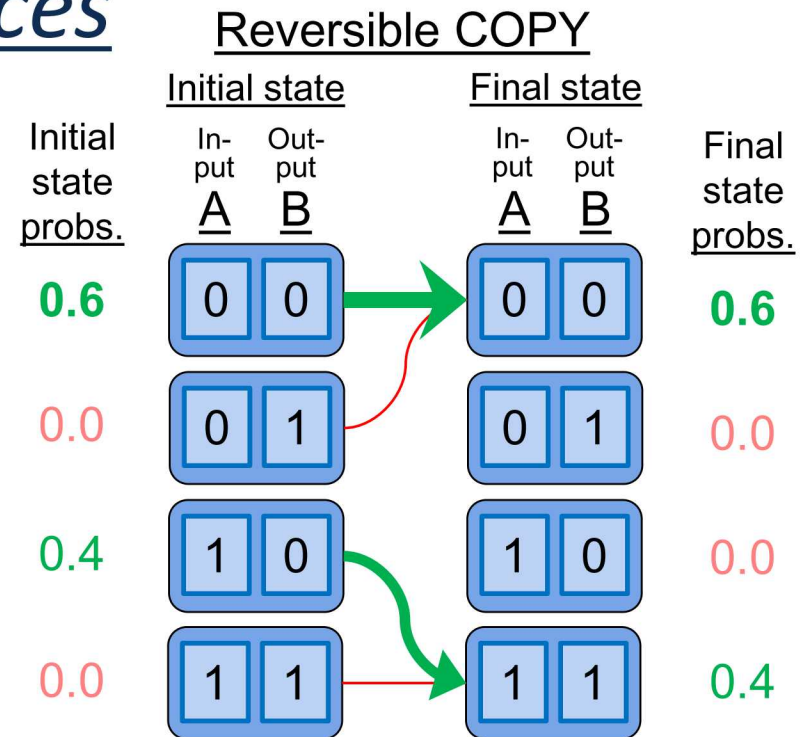 ces
Reversible COPY
Initial state
Final state
Initial
state
probs.
In-
put
A
Out-
put
B
In-
put
A
Out-
put
B
Final
state
probs.
0.6
0 0
0 0
0.6
0.0
0 1
0 1
0.0
0.4
1 0
1 0
0.0
0.0
1 1
1 1
0.4